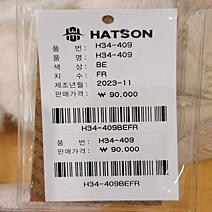 HATSON
품 번 : H34-409
품 명 : H34-409
색 상 : BE
치 수 : FR
제조년월 : 2023-11
판매가격 : ₩ 90,000
H34-409BEFR
품 번 : H34-409
판매가격 : ₩ 90,000
H34-409BEFR